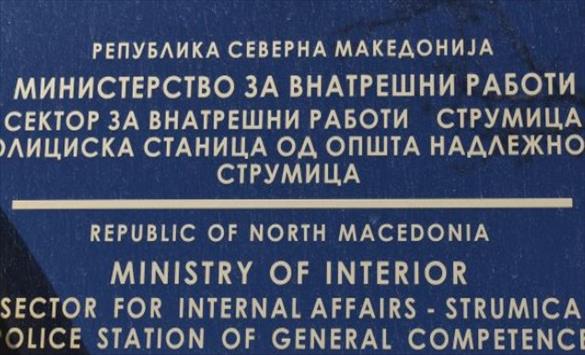 РЕПУБЛИКА СЕВЕРНА МАКЕДОНИЈА
МИНИСТЕРСТВО ЗА ВНАТРЕШНИ РАБОТИ
СЕКТОР ЗА ВНАТРЕШНИ РАБОТИ СТРУМИЦА
ОЛИЦИСКА СТАНИЦА ОД ОПШТА НАДЛЕЖНО
СТРУМИЦА
REPUBLIC OF NORTH MACEDONIA
MINISTRY OF INTERIOR
SECTOR FOR INTERNAL AFFAIRS - STRUMICA
POLICE STATION OF GENERAL COMPETENC